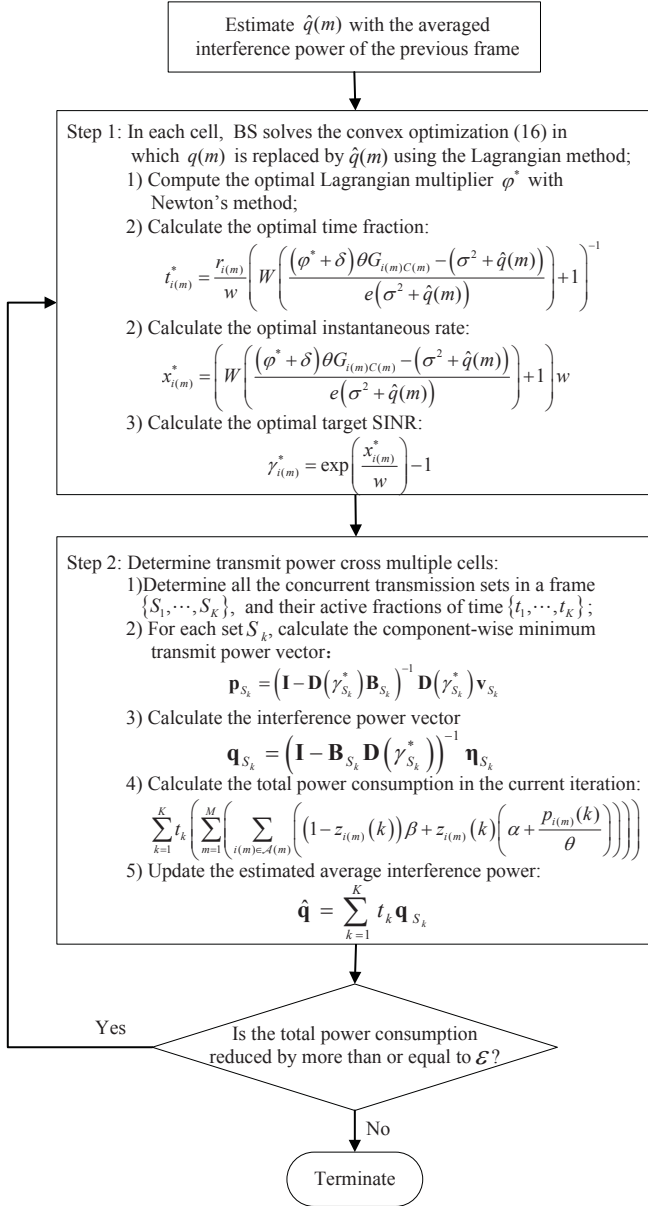 Estimate q̂(m) with the averaged
interference power of the previous frame
Step 1: In each cell, BS solves the convex optimization (16) in
which q(m) is replaced by q̂(m) using the Lagrangian method;
1) Compute the optimal Lagrangian multiplier φ* with
Newton's method;
2) Calculate the optimal time fraction:
t*_{i(m)} = r_{i(m)}/w ( W( ((φ* + δ)θG_{i(m)C(m)} − (σ² + q̂(m))) / (e(σ² + q̂(m))) ) + 1 )^{-1}
2) Calculate the optimal instantaneous rate:
x*_{i(m)} = ( W( ((φ* + δ)θG_{i(m)C(m)} − (σ² + q̂(m))) / (e(σ² + q̂(m))) ) + 1 ) w
3) Calculate the optimal target SINR:
γ*_{i(m)} = exp( x*_{i(m)} / w ) − 1
Step 2: Determine transmit power cross multiple cells:
1)Determine all the concurrent transmission sets in a frame
{S_1,⋯,S_K}, and their active fractions of time {t_1,⋯,t_K};
2) For each set S_k, calculate the component-wise minimum
transmit power vector：
p_{S_k} = (I − D(γ*_{S_k})B_{S_k})^{-1} D(γ*_{S_k})v_{S_k}
3) Calculate the interference power vector
q_{S_k} = (I − B_{S_k}D(γ*_{S_k}))^{-1} η_{S_k}
4) Calculate the total power consumption in the current iteration:
∑_{k=1}^{K} t_k ( ∑_{m=1}^{M} ( ∑_{i(m)∈𝒜(m)} ( (1 − z_{i(m)}(k))β + z_{i(m)}(k)( α + p_{i(m)}(k)/θ ) ) ) )
5) Update the estimated average interference power:
q̂ = ∑_{k=1}^{K} t_k q_{S_k}
Yes
Is the total power consumption
reduced by more than or equal to ε?
No
Terminate